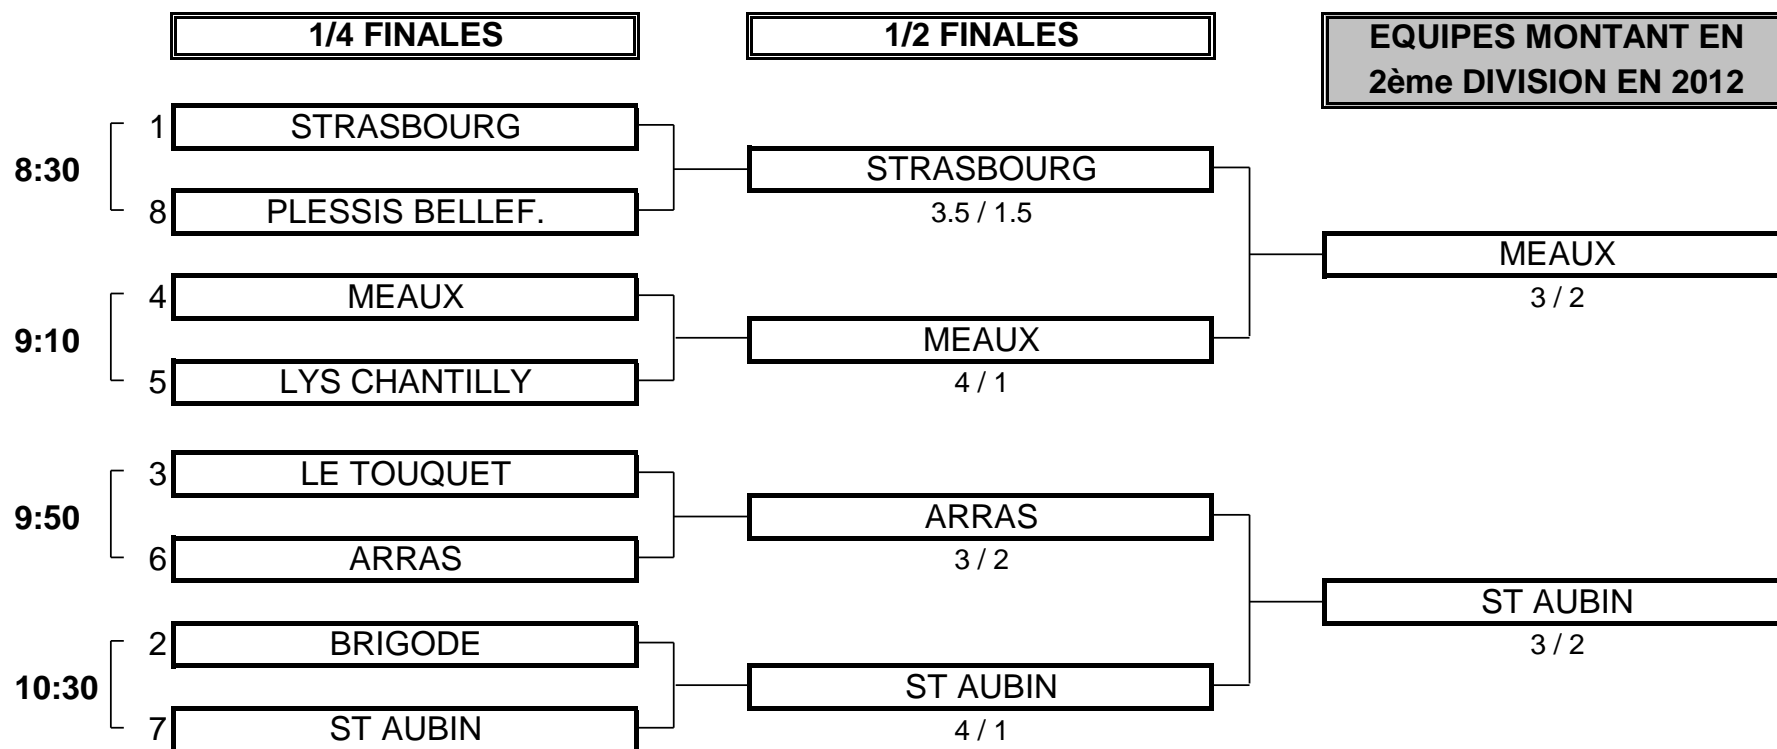 1/4 FINALES
1/2 FINALES
EQUIPES MONTANT EN
2ème DIVISION EN 2012
8:30
1 STRASBOURG
8 PLESSIS BELLEF.
STRASBOURG
3.5 / 1.5
9:10
4 MEAUX
5 LYS CHANTILLY
MEAUX
4 / 1
MEAUX
3 / 2
9:50
3 LE TOUQUET
6 ARRAS
ARRAS
3 / 2
10:30
2 BRIGODE
7 ST AUBIN
ST AUBIN
4 / 1
ST AUBIN
3 / 2